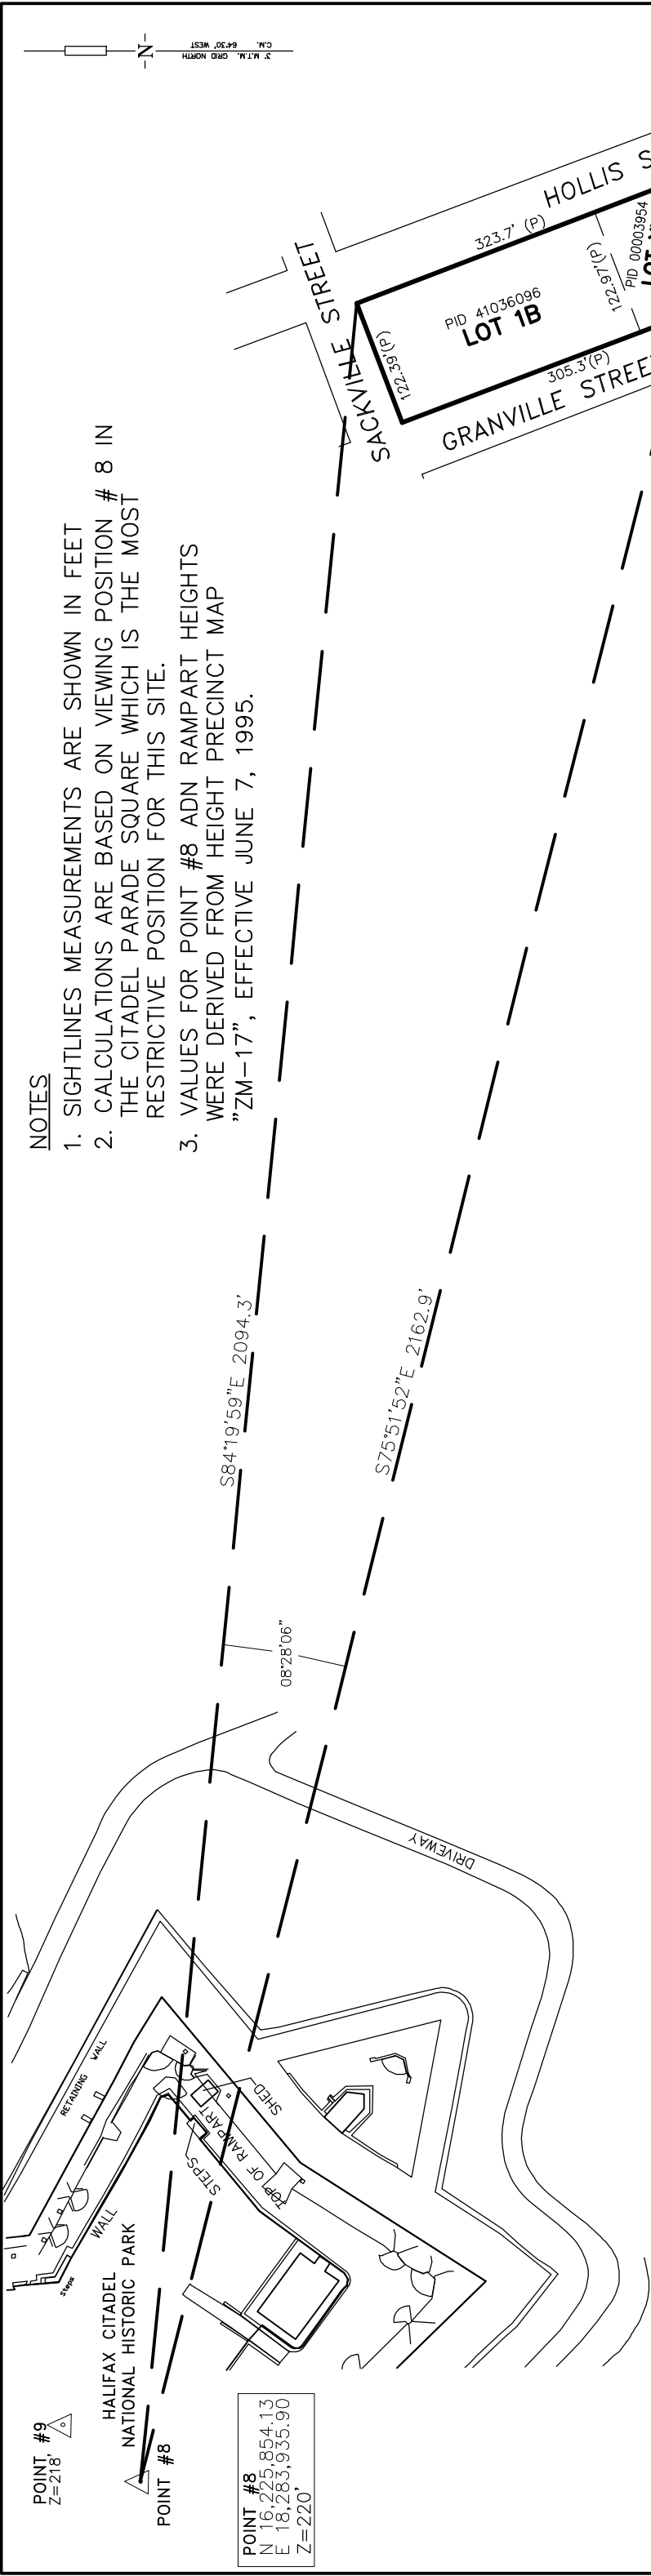 3° M.T.M. GRID NORTH
C.M. 64°30' WEST
-N-
NOTES
1. SIGHTLINES MEASUREMENTS ARE SHOWN IN FEET
2. CALCULATIONS ARE BASED ON VIEWING POSITION # 8 IN
THE CITADEL PARADE SQUARE WHICH IS THE MOST
RESTRICTIVE POSITION FOR THIS SITE.
3. VALUES FOR POINT #8 ADN RAMPART HEIGHTS
WERE DERIVED FROM HEIGHT PRECINCT MAP
"ZM-17", EFFECTIVE JUNE 7, 1995.
HOLLIS S
SACKVILLE STREET
323.7' (P)
122.39'(P)
PID 41036096
LOT 1B
122.97'(P)
PID 00003954
LOT
305.3'(P)
GRANVILLE STREE
S84°19'59"E 2094.3'
S75°51'52"E 2162.9'
08°28'06"
DRIVEWAY
RETAINING WALL
WALL
Steps
SHED
STEPS
TOP OF RAMPART
HALIFAX CITADEL
NATIONAL HISTORIC PARK
POINT #9
Z=218'
POINT #8
POINT #8
N 16,225,854.13
E 18,283,935.90
Z=220'